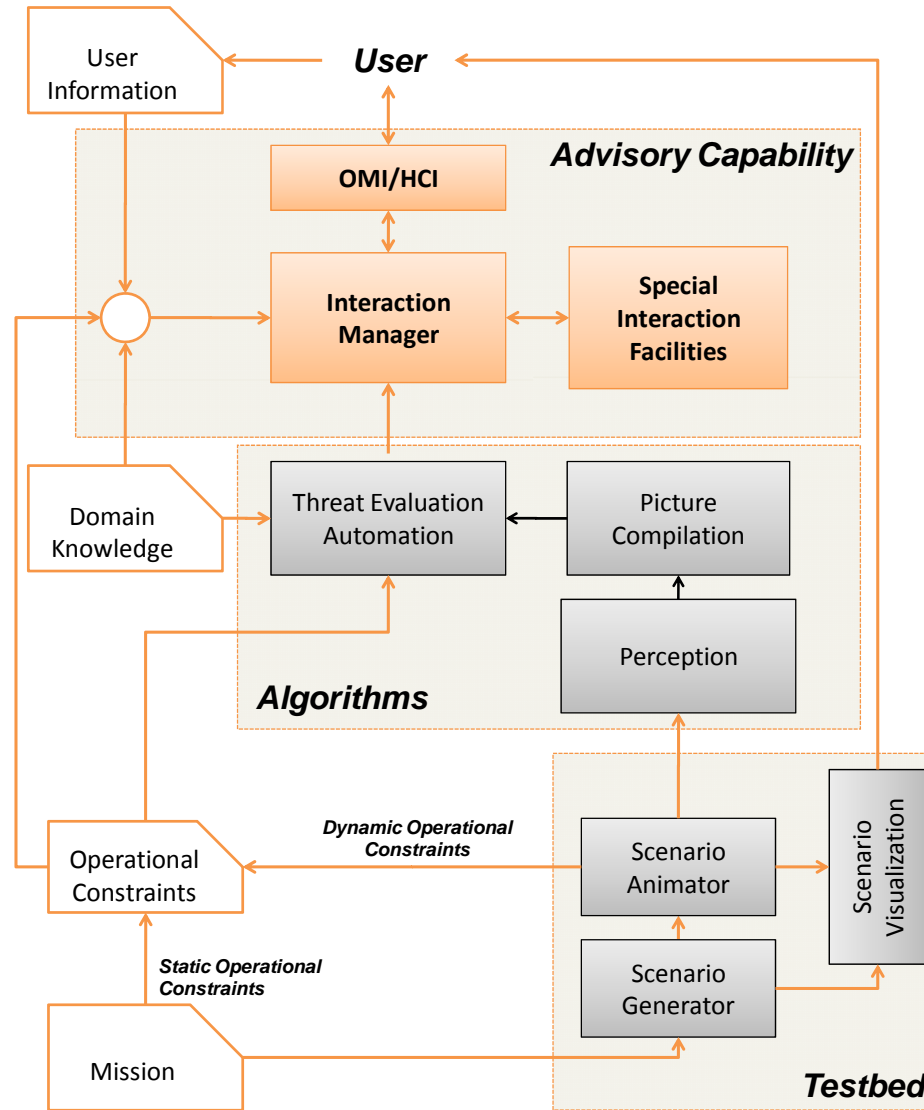 User
Information
User
Advisory Capability
OMI/HCI
Interaction
Manager
Special
Interaction
Facilities
Domain
Knowledge
Threat Evaluation
Automation
Picture
Compilation
Perception
Algorithms
Operational
Constraints
Dynamic Operational
Constraints
Scenario
Animator
Scenario
Visualization
Static Operational
Constraints
Scenario
Generator
Mission
Testbed